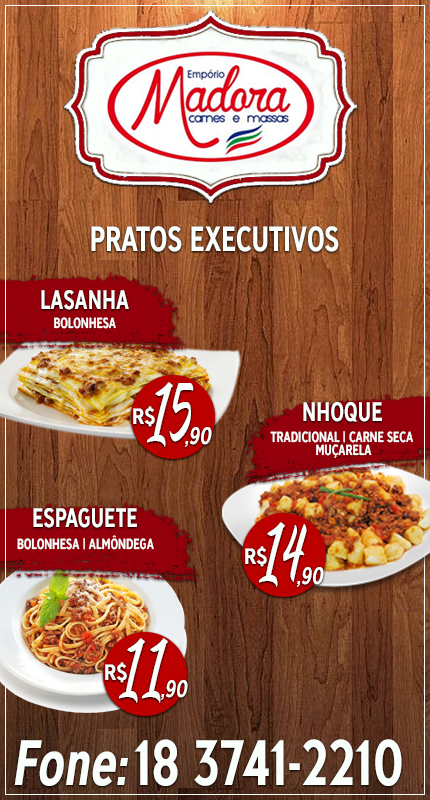 Empório
Madora
carnes e massas
PRATOS EXECUTIVOS
LASANHA
BOLONHESA
R$15,90
NHOQUE
TRADICIONAL | CARNE SECA
MUÇARELA
R$14,90
ESPAGUETE
BOLONHESA | ALMÔNDEGA
R$11,90
Fone: 18 3741-2210